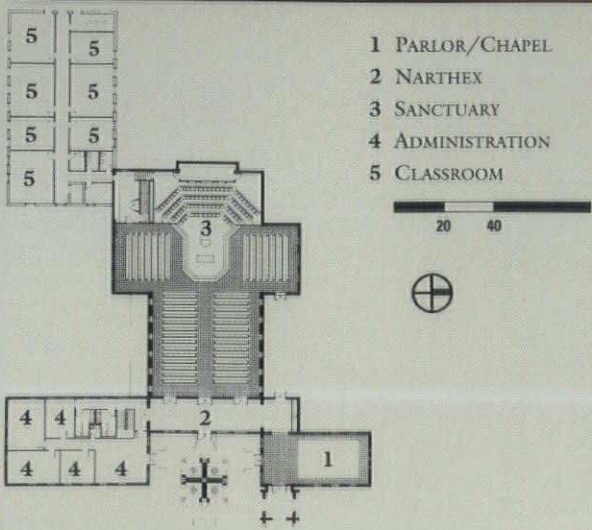 1 PARLOR/CHAPEL
2 NARTHEX
3 SANCTUARY
4 ADMINISTRATION
5 CLASSROOM
20 40
5 5
5 5
5 5
5
3
2
4 4
4 4 4
1